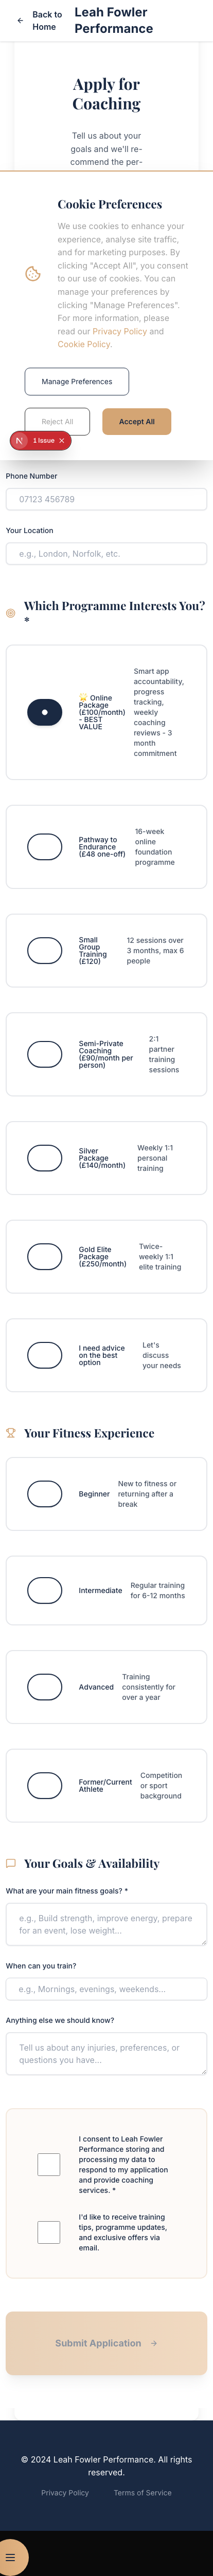 Back to
Home
Leah Fowler
Performance
Apply for
Coaching
Tell us about your
goals and we'll re-
commend the per-
Cookie Preferences
We use cookies to enhance your
experience, analyse site traffic,
and for marketing purposes. By
clicking "Accept All", you consent
to our use of cookies. You can
manage your preferences by
clicking "Manage Preferences".
For more information, please
read our Privacy Policy and
Cookie Policy.
Manage Preferences
Reject All
Accept All
N
1 Issue
Phone Number
07123 456789
Your Location
e.g., London, Norfolk, etc.
Which Programme Interests You?
*
🏆 Online
Package
(£100/month)
- BEST
VALUE
Smart app
accountability,
progress
tracking,
weekly
coaching
reviews - 3
month
commitment
Pathway to
Endurance
(£48 one-off)
16-week
online
foundation
programme
Small
Group
Training
(£120)
12 sessions over
3 months, max 6
people
Semi-Private
Coaching
(£90/month per
person)
2:1
partner
training
sessions
Silver
Package
(£140/month)
Weekly 1:1
personal
training
Gold Elite
Package
(£250/month)
Twice-
weekly 1:1
elite training
I need advice
on the best
option
Let's
discuss
your needs
Your Fitness Experience
Beginner
New to fitness or
returning after a
break
Intermediate
Regular training
for 6-12 months
Advanced
Training
consistently for
over a year
Former/Current
Athlete
Competition
or sport
background
Your Goals & Availability
What are your main fitness goals? *
e.g., Build strength, improve energy, prepare
for an event, lose weight...
When can you train?
e.g., Mornings, evenings, weekends...
Anything else we should know?
Tell us about any injuries, preferences, or
questions you have...
I consent to Leah Fowler
Performance storing and
processing my data to
respond to my application
and provide coaching
services. *
I'd like to receive training
tips, programme updates,
and exclusive offers via
email.
Submit Application
© 2024 Leah Fowler Performance. All rights
reserved.
Privacy Policy
Terms of Service